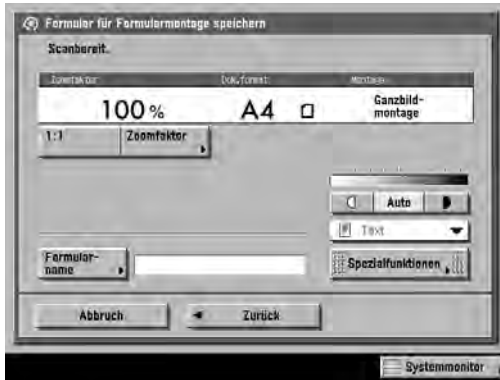 Formular für Formularmontage speichern
Scanbereit.
Zoomfaktor Dok.format Montage
100 % A4 Ganzbild-
montage
1:1 Zoomfaktor
Auto
Text
Formular-
name
Spezialfunktionen
Abbruch Zurück
Systemmonitor